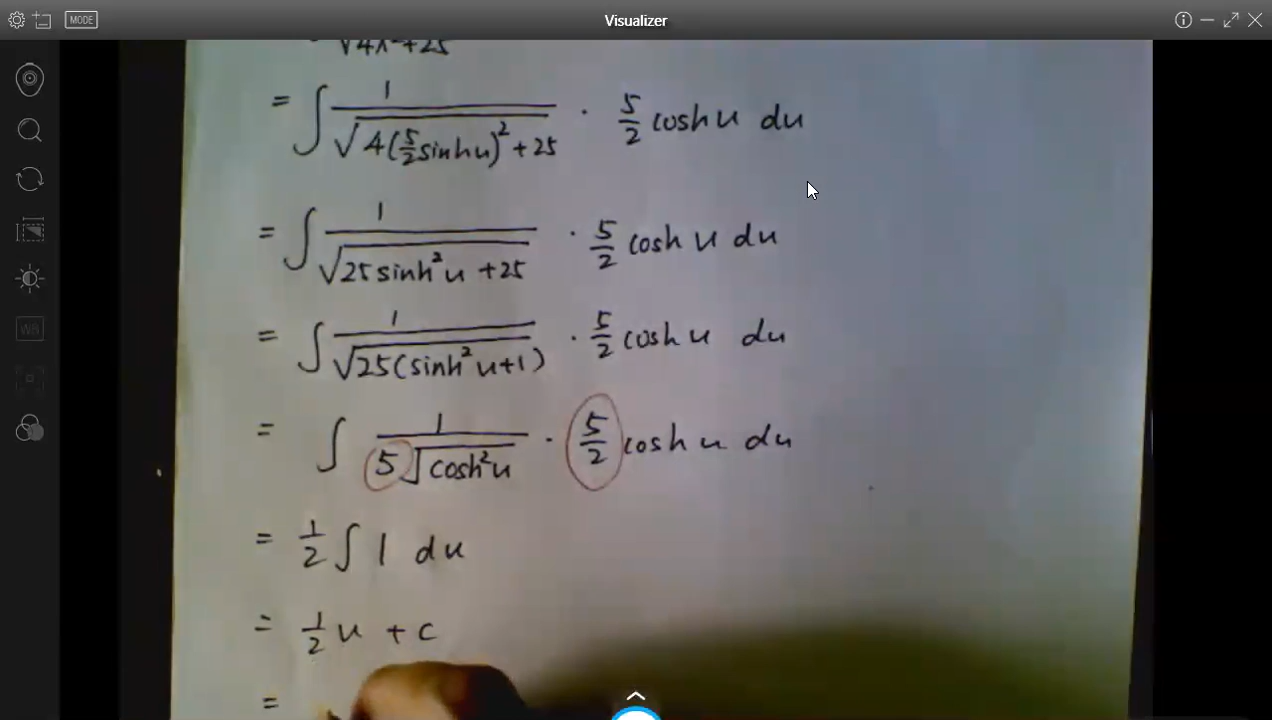 MODE Visualizer
√4x²+25
= ∫ 1/√4(5/2 sinhu)²+25 · 5/2 coshu du
= ∫ 1/√25sinh²u +25 · 5/2 cosh u du
= ∫ 1/√25(sinh²u+1) · 5/2 cosh u du
= ∫ 1/5√cosh²u · 5/2 cosh u du
= 1/2 ∫ 1 du
= 1/2 u + c
=